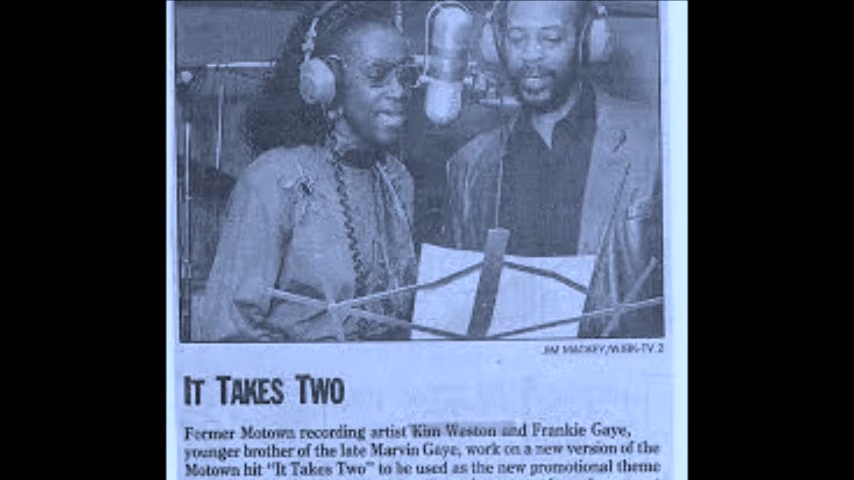 JIM MACKEY/WJBK-TV 2
IT TAKES TWO
Former Motown recording artist Kim Weston and Frankie Gaye,
younger brother of the late Marvin Gaye, work on a new version of the
Motown hit "It Takes Two" to be used as the new promotional theme